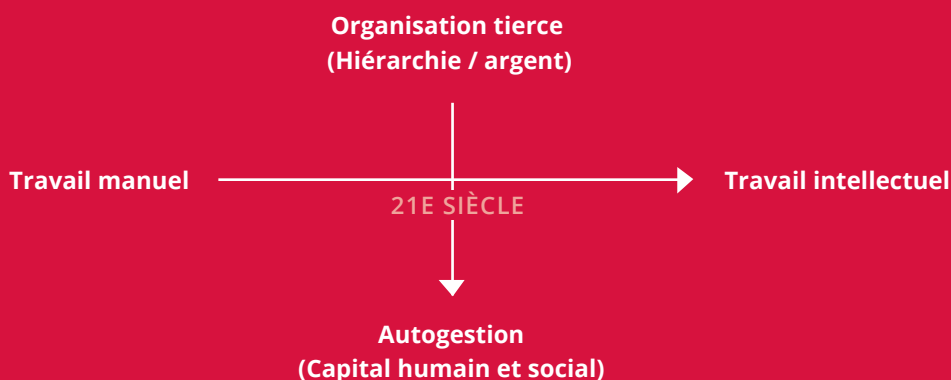 Organisation tierce
(Hiérarchie / argent)
Travail manuel
Travail intellectuel
21E SIÈCLE
Autogestion
(Capital humain et social)